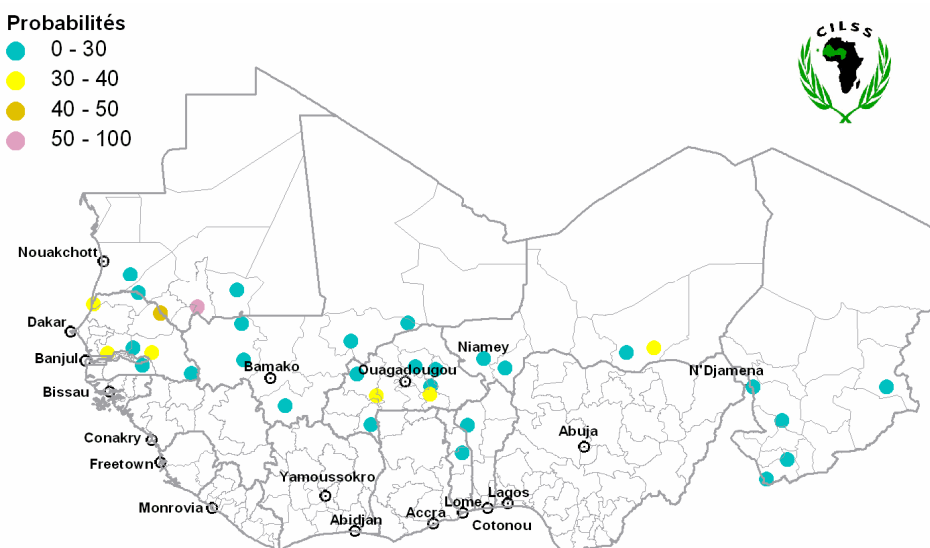 Probabilités
0 - 30
30 - 40
40 - 50
50 - 100
CILSS
Nouakchott
Dakar
Banjul
Bissau
Bamako
Ouagadougou
Niamey
N'Djamena
Conakry
Freetown
Monrovia
Yamoussokro
Abidjan
Accra
Lome
Cotonou
Lagos
Abuja